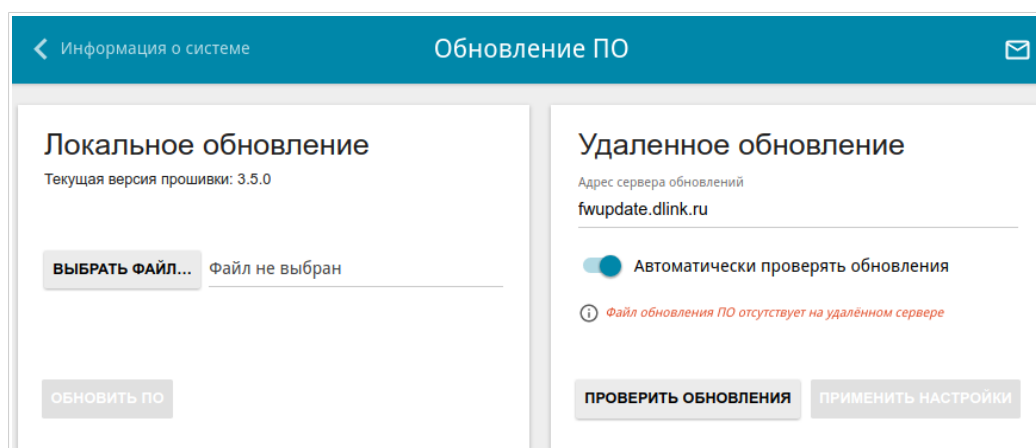 Информация о системе
Обновление ПО
Локальное обновление
Текущая версия прошивки: 3.5.0
ВЫБРАТЬ ФАЙЛ...
Файл не выбран
ОБНОВИТЬ ПО
Удаленное обновление
Адрес сервера обновлений
fwupdate.dlink.ru
Автоматически проверять обновления
Файл обновления ПО отсутствует на удалённом сервере
ПРОВЕРИТЬ ОБНОВЛЕНИЯ
ПРИМЕНИТЬ НАСТРОЙКИ